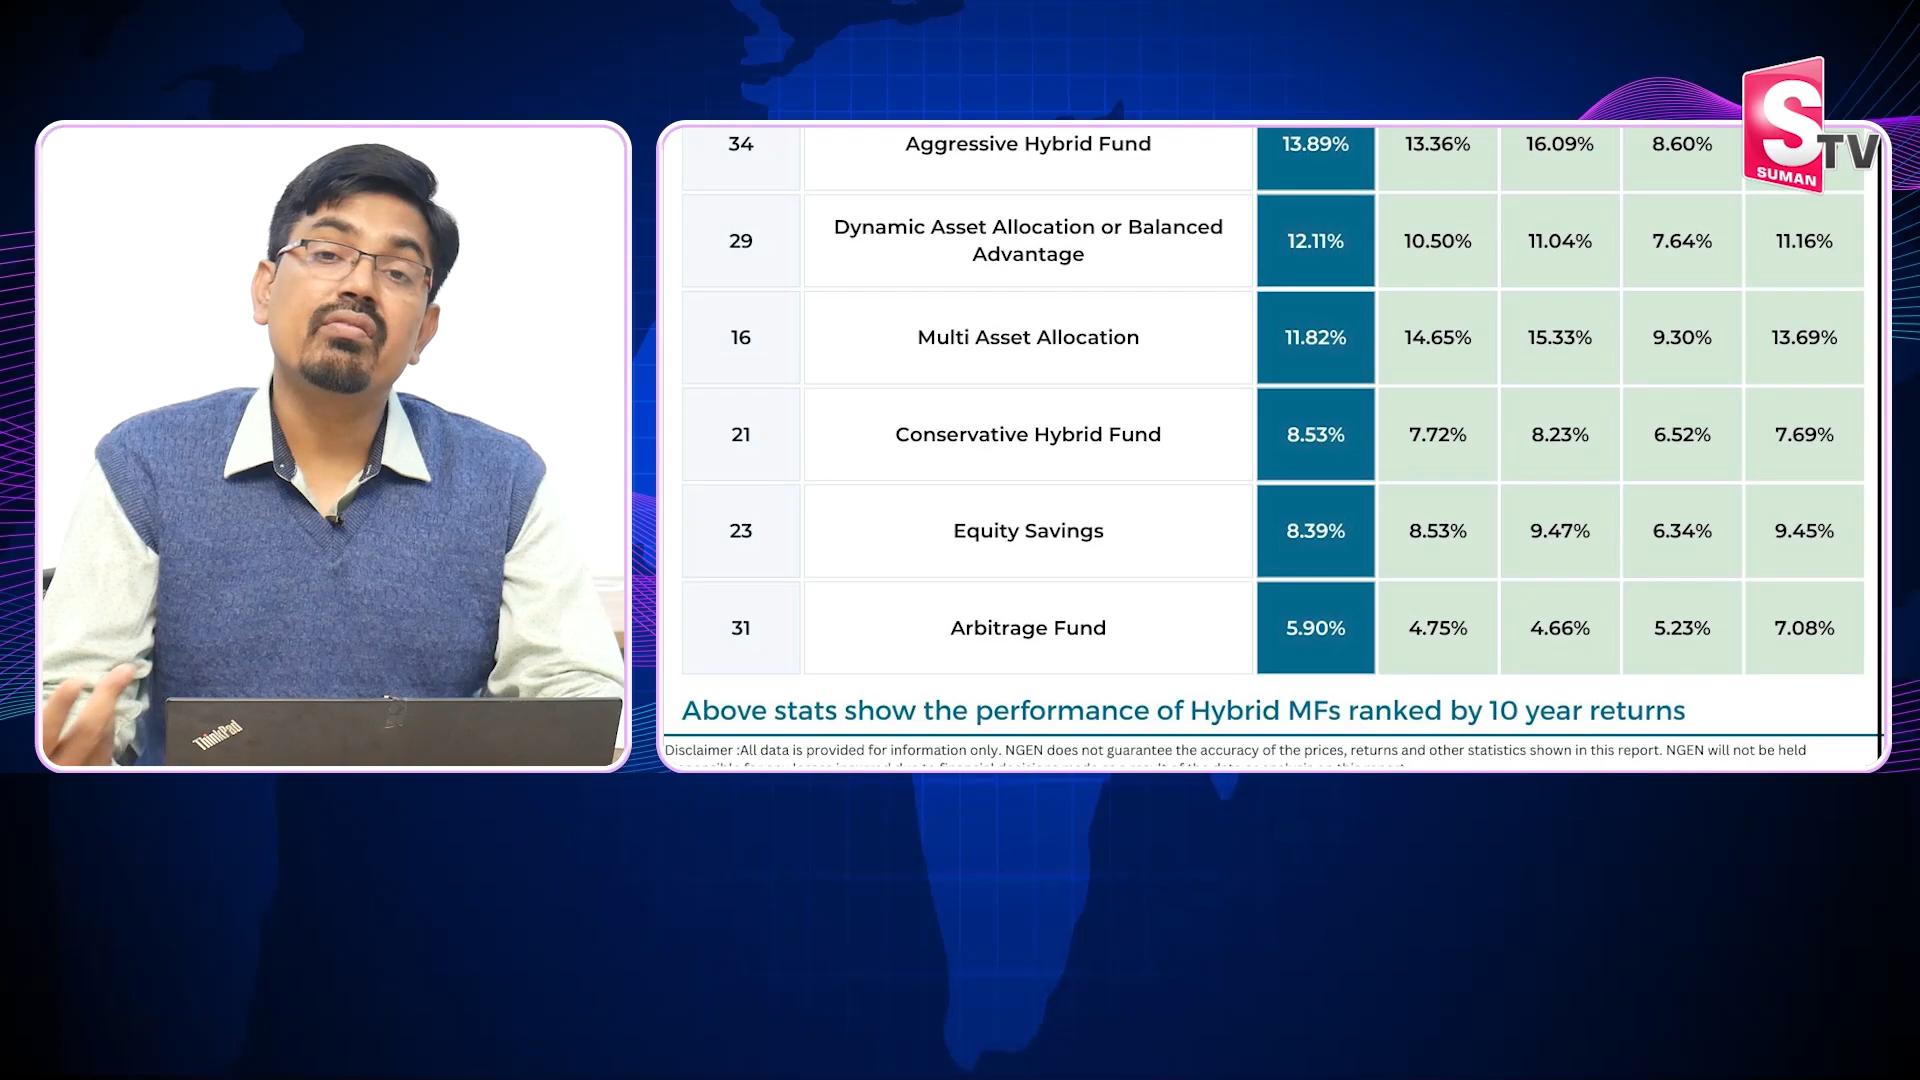 S
TV
SUMAN
34 Aggressive Hybrid Fund 13.89% 13.36% 16.09% 8.60%
29 Dynamic Asset Allocation or Balanced Advantage 12.11% 10.50% 11.04% 7.64% 11.16%
16 Multi Asset Allocation 11.82% 14.65% 15.33% 9.30% 13.69%
21 Conservative Hybrid Fund 8.53% 7.72% 8.23% 6.52% 7.69%
23 Equity Savings 8.39% 8.53% 9.47% 6.34% 9.45%
31 Arbitrage Fund 5.90% 4.75% 4.66% 5.23% 7.08%
Above stats show the performance of Hybrid MFs ranked by 10 year returns
Disclaimer :All data is provided for information only. NGEN does not guarantee the accuracy of the prices, returns and other statistics shown in this report. NGEN will not be held
ThinkPad